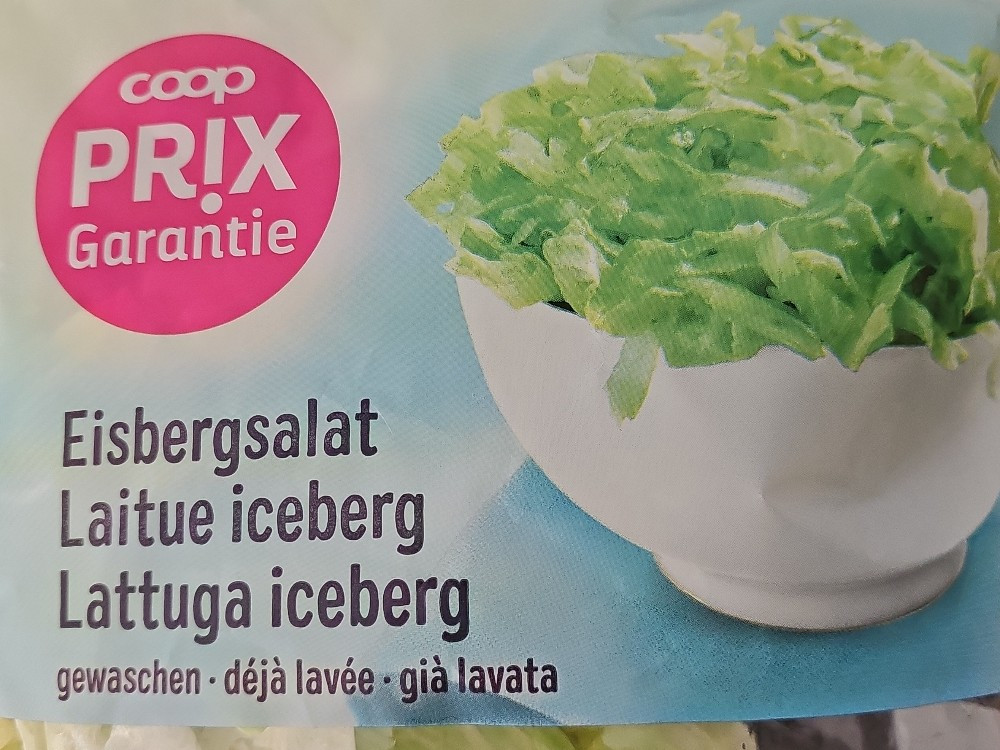 coop
PRIX
Garantie
Eisbergsalat
Laitue iceberg
Lattuga iceberg
gewaschen · déjà lavée · già lavata